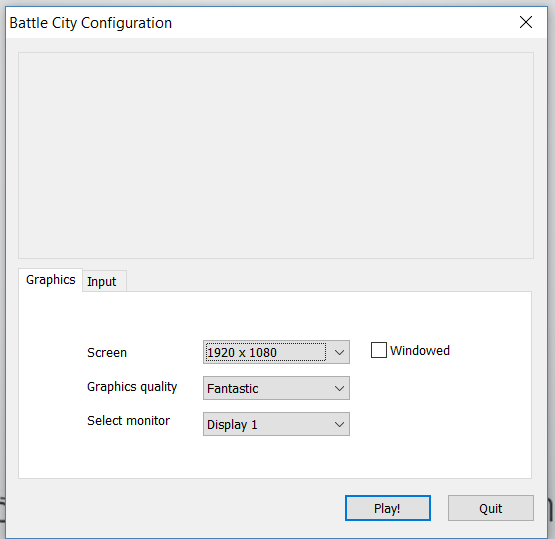 Battle City Configuration
Graphics
Input
Screen
1920 x 1080
Windowed
Graphics quality
Fantastic
Select monitor
Display 1
Play!
Quit